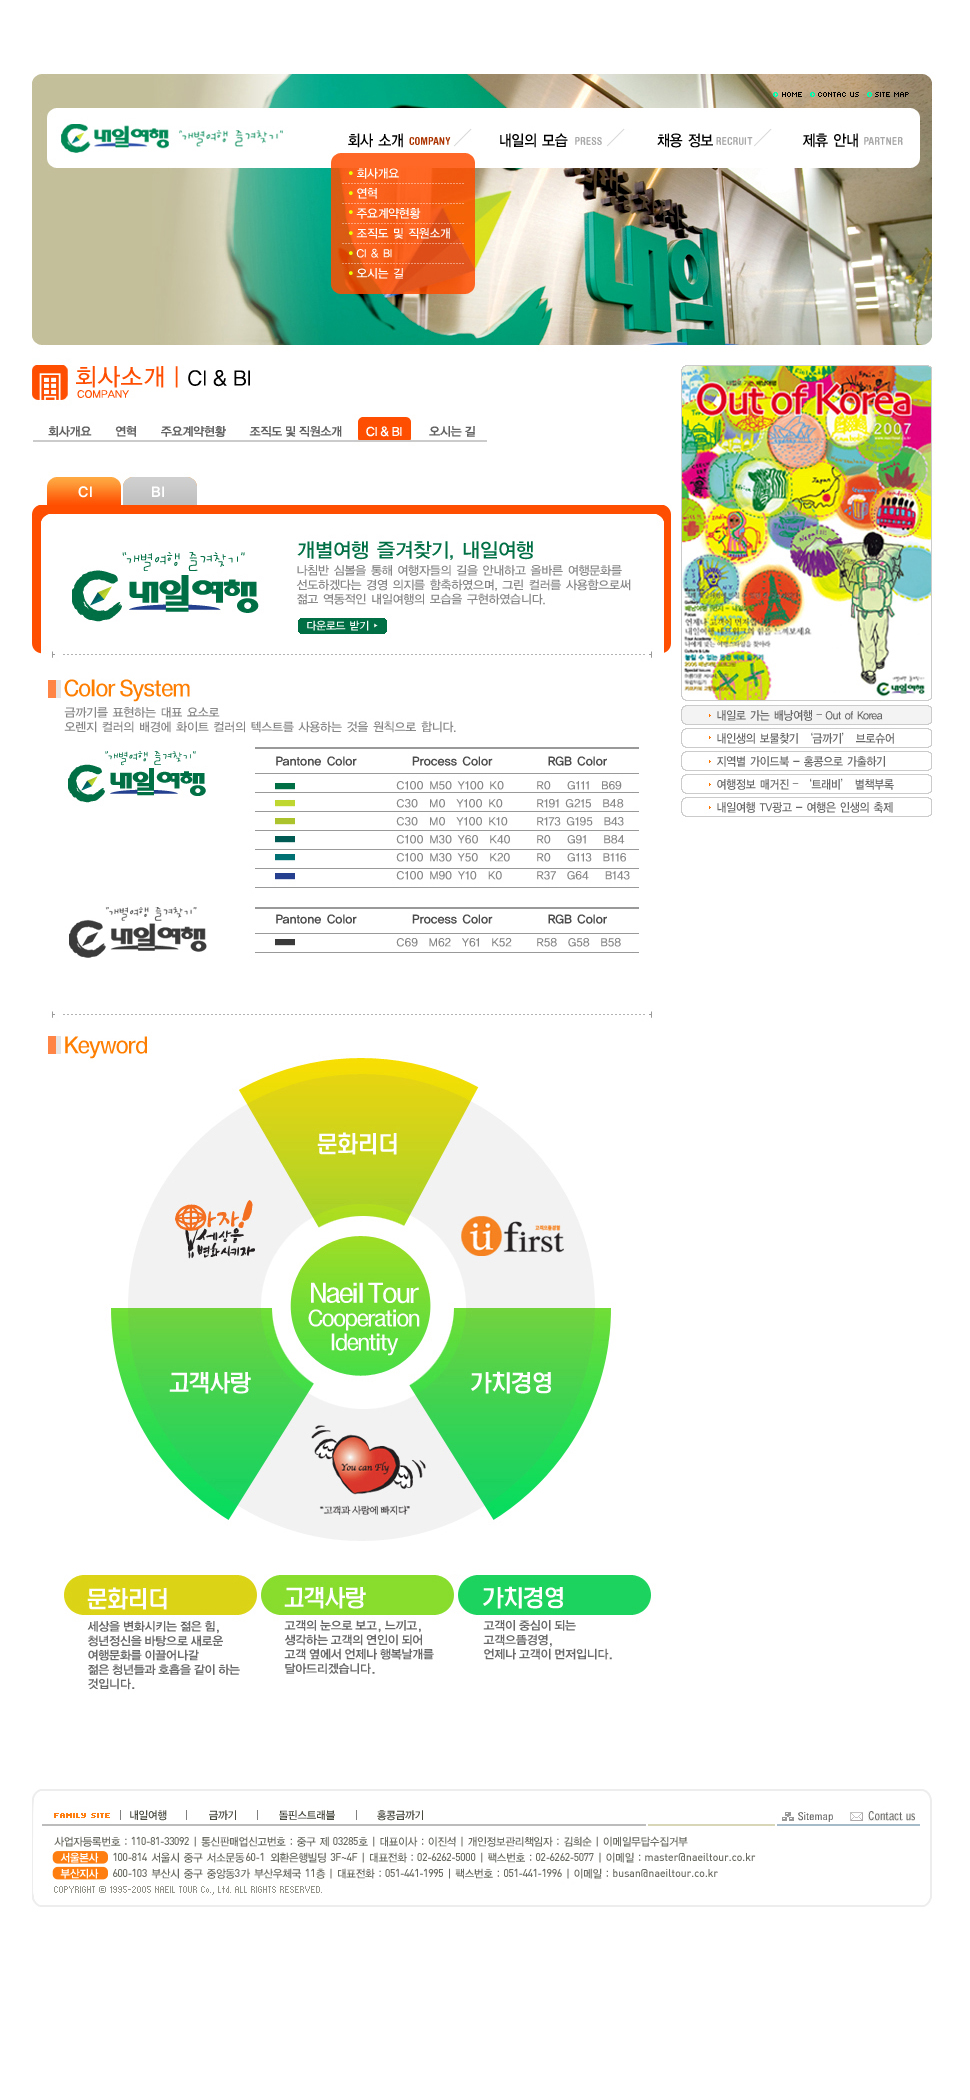 HOME CONTAC US SITE MAP
내일여행 "개별여행 즐겨찾기"
회사 소개 COMPANY
내일의 모습 PRESS
채용 정보 RECRUIT
제휴 안내 PARTNER
회사개요
연혁
주요계약현황
조직도 및 직원소개
CI & BI
오시는 길
내일
회사소개 | CI & BI
COMPANY
회사개요 연혁 주요계약현황 조직도 및 직원소개 CI & BI 오시는 길
CI BI
"개별여행 즐겨찾기"
내일여행
개별여행 즐겨찾기, 내일여행
나침반 심볼을 통해 여행자들의 길을 안내하고 올바른 여행문화를
선도하겠다는 경영 의지를 함축하였으며, 그린 컬러를 사용함으로써
젊고 역동적인 내일여행의 모습을 구현하였습니다.
다운로드 받기
Out of Korea
2007
내일여행
내일로 가는 배낭여행 - Out of Korea
내인생의 보물찾기 '금까기' 브로슈어
지역별 가이드북 - 홍콩으로 가출하기
여행정보 매거진 - '트래비' 별책부록
내일여행 TV광고 - 여행은 인생의 축제
Color System
금까기를 표현하는 대표 요소로
오렌지 컬러의 배경에 화이트 컬러의 텍스트를 사용하는 것을 원칙으로 합니다.
"개별여행 즐겨찾기"
내일여행
Pantone Color Process Color RGB Color
C100 M50 Y100 K0 R0 G111 B69
C30 M0 Y100 K0 R191 G215 B48
C30 M0 Y100 K10 R173 G195 B43
C100 M30 Y60 K40 R0 G91 B84
C100 M30 Y50 K20 R0 G113 B116
C100 M90 Y10 K0 R37 G64 B143
"개별여행 즐겨찾기"
내일여행
Pantone Color Process Color RGB Color
C69 M62 Y61 K52 R58 G58 B58
Keyword
문화리더
아자!
세상을
변화시키자
고객으뜸경영
ü first
Naeil Tour
Cooperation
Identity
고객사랑
가치경영
You can Fly
"고객과 사랑에 빠지다"
문화리더
세상을 변화시키는 젊은 힘,
청년정신을 바탕으로 새로운
여행문화를 이끌어나갈
젊은 청년들과 호흡을 같이 하는
것입니다.
고객사랑
고객의 눈으로 보고, 느끼고,
생각하는 고객의 연인이 되어
고객 옆에서 언제나 행복날개를
달아드리겠습니다.
가치경영
고객이 중심이 되는
고객으뜸경영,
언제나 고객이 먼저입니다.
FAMILY SITE | 내일여행 | 금까기 | 돌핀스트래블 | 홍콩금까기
Sitemap Contact us
사업자등록번호 : 110-81-33092 | 통신판매업신고번호 : 중구 제 03285호 | 대표이사 : 이진석 | 개인정보관리책임자 : 김희순 | 이메일무담수집거부
서울본사 100-814 서울시 중구 서소문동 60-1 외환은행빌딩 3F~4F | 대표전화 : 02-6262-5000 | 팩스번호 : 02-6262-5077 | 이메일 : master@naeiltour.co.kr
부산지사 600-103 부산시 중구 중앙동3가 부산우체국 11층 | 대표전화 : 051-441-1995 | 팩스번호 : 051-441-1996 | 이메일 : busan@naeiltour.co.kr
COPYRIGHT © 1995-2005 NAEIL TOUR Co., Ltd. ALL RIGHTS RESERVED.